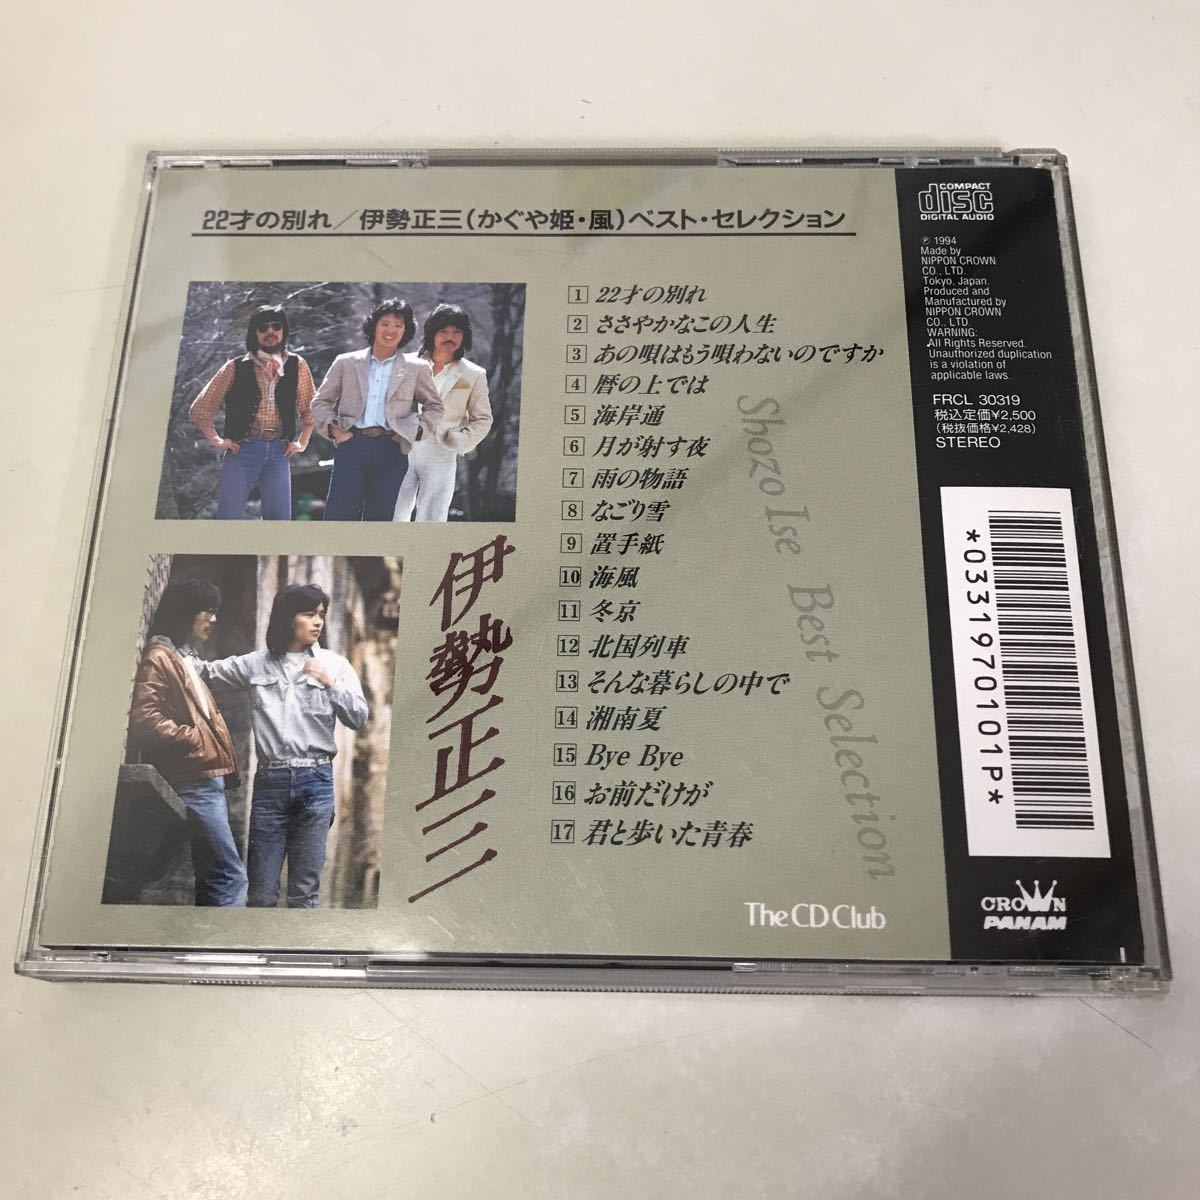 22才の別れ/伊勢正三(かぐや姫・風)ベスト・セレクション
1 22才の別れ
2 ささやかなこの人生
3 あの唄はもう唄わないのですか
4 暦の上では
5 海岸通
6 月が射す夜
7 雨の物語
8 なごり雪
9 置手紙
10 海風
11 冬京
12 北国列車
13 そんな暮らしの中で
14 湘南夏
15 Bye Bye
16 お前だけが
17 君と歩いた青春
伊勢正三
Shozo Ise Best Selection
The CD Club
COMPACT
disc
DIGITAL AUDIO
℗ 1994
Made by
NIPPON CROWN
CO., LTD.
Tokyo, Japan.
Produced and
Manufactured by
NIPPON CROWN
CO., LTD.
WARNING:
All Rights Reserved.
Unauthorized duplication
is a violation of
applicable laws.
FRCL 30319
税込定価¥2,500
(税抜価格¥2,428)
STEREO
*0331970101P*
CROWN
PANAM